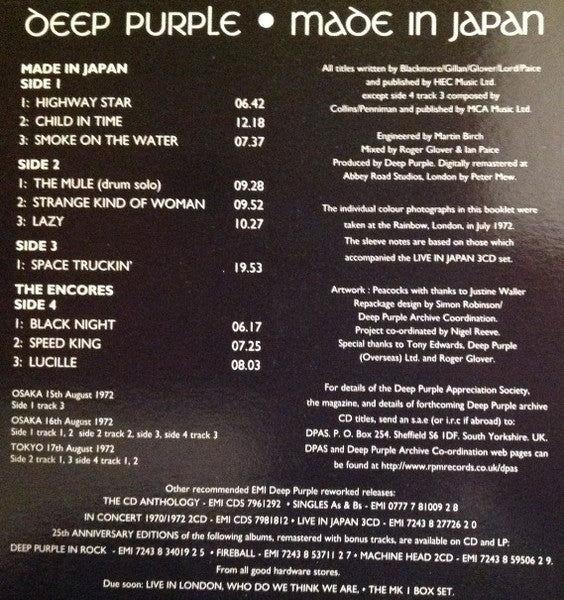 DEEP PURPLE • MADE IN JAPAN
MADE IN JAPAN
SIDE 1
1: HIGHWAY STAR 06.42
2: CHILD IN TIME 12.18
3: SMOKE ON THE WATER 07.37
SIDE 2
1: THE MULE (drum solo) 09.28
2: STRANGE KIND OF WOMAN 09.52
3: LAZY 10.27
SIDE 3
1: SPACE TRUCKIN' 19.53
THE ENCORES
SIDE 4
1: BLACK NIGHT 06.17
2: SPEED KING 07.25
3: LUCILLE 08.03
OSAKA 15th August 1972
Side 1 track 3
OSAKA 16th August 1972
Side 1 track 1, 2 side 2 track 2, side 3, side 4 track 3
TOKYO 17th August 1972
Side 2 track 1, 3 side 4 track 1, 2
All titles written by Blackmore/Gillan/Glover/Lord/Paice
and published by HEC Music Ltd.
except side 4 track 3 composed by
Collins/Penniman and published by MCA Music Ltd.
Engineered by Martin Birch
Mixed by Roger Glover & Ian Paice
Produced by Deep Purple. Digitally remastered at
Abbey Road Studios, London by Peter Mew.
The individual colour photographs in this booklet were
taken at the Rainbow, London, in July 1972.
The sleeve notes are based on those which
accompanied the LIVE IN JAPAN 3CD set.
Artwork : Peacocks with thanks to Justine Waller
Repackage design by Simon Robinson/
Deep Purple Archive Coordination.
Project co-ordinated by Nigel Reeve.
Special thanks to Tony Edwards, Deep Purple
(Overseas) Ltd. and Roger Glover.
For details of the Deep Purple Appreciation Society,
the magazine, and details of forthcoming Deep Purple archive
CD titles, send an s.a.e (or i.r.c if abroad) to:
DPAS. P. O. Box 254. Sheffield S6 1DF. South Yorkshire. UK.
DPAS and Deep Purple Archive Co-ordination web pages can
be found at http://www.rpmrecords.co.uk/dpas
Other recommended EMI Deep Purple reworked releases:
THE CD ANTHOLOGY - EMI CDS 7961292 • SINGLES As & Bs - EMI 0777 7 81009 2 8
IN CONCERT 1970/1972 2CD - EMI CDS 7981812 • LIVE IN JAPAN 3CD - EMI 7243 8 27726 2 0
25th ANNIVERSARY EDITIONS of the following albums, remastered with bonus tracks, are available on CD and LP:
DEEP PURPLE IN ROCK - EMI 7243 8 34019 2 5 • FIREBALL - EMI 7243 8 53711 2 7 • MACHINE HEAD 2CD - EMI 7243 8 59506 2 9.
From all good hardware stores.
Due soon: LIVE IN LONDON, WHO DO WE THINK WE ARE, • THE MK 1 BOX SET.